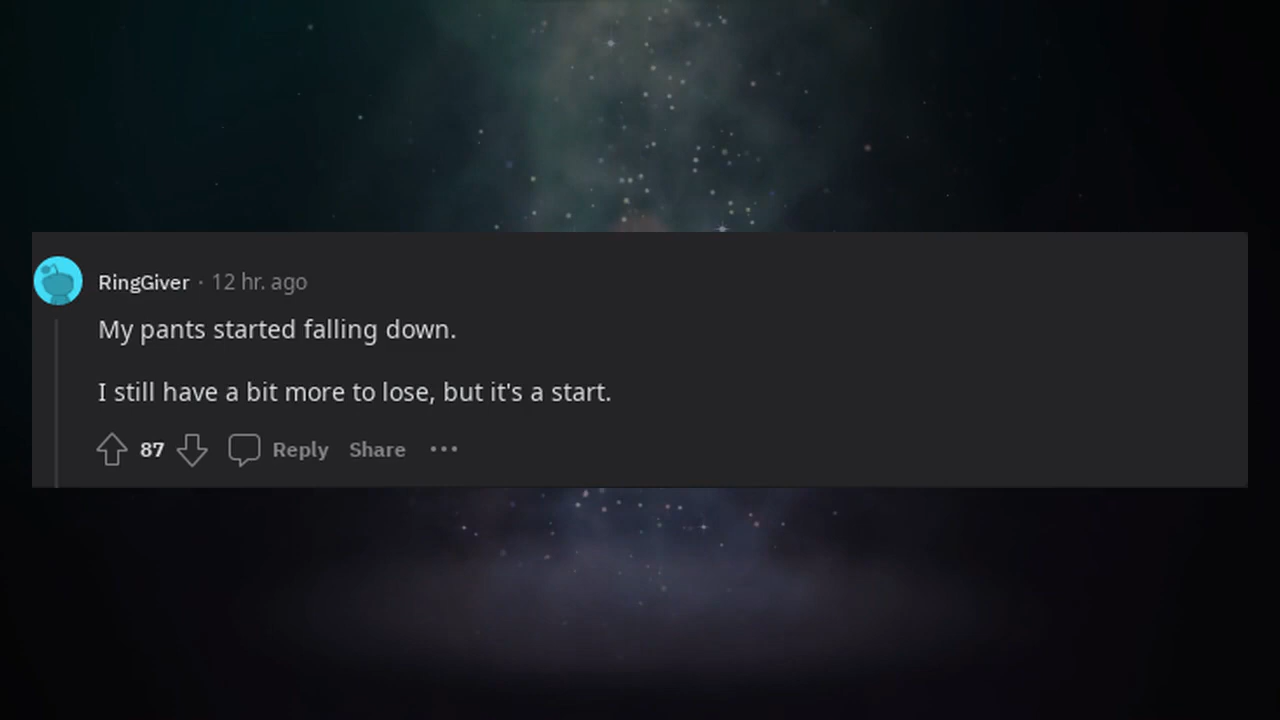 RingGiver · 12 hr. ago
My pants started falling down.
I still have a bit more to lose, but it's a start.
87 Reply Share •••